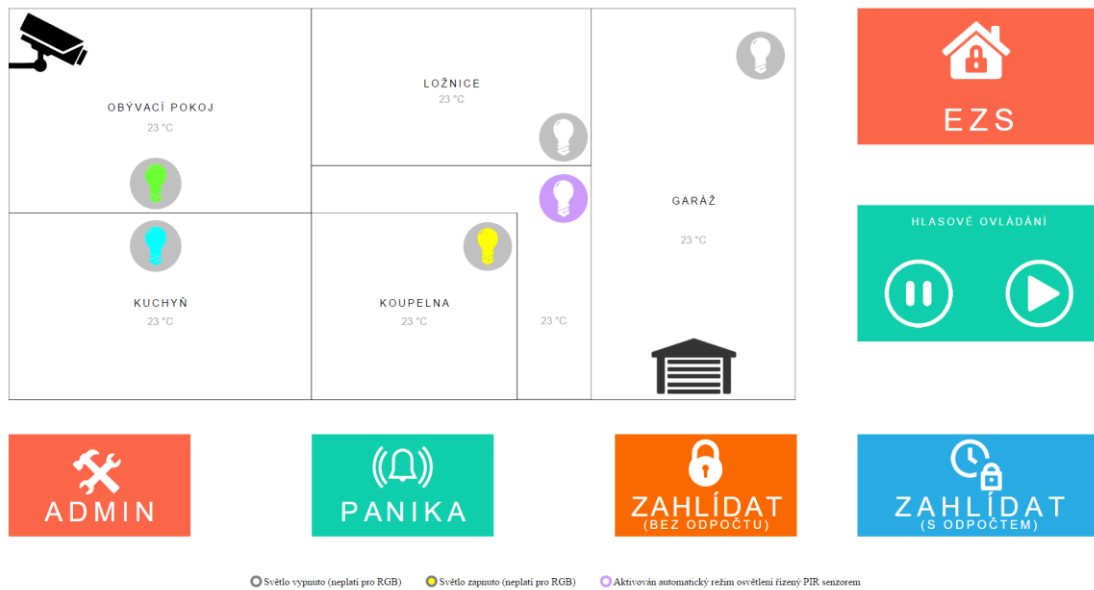 OBÝVACÍ POKOJ
23 °C
LOŽNICE
23 °C
GARÁŽ
23 °C
KUCHYŇ
23 °C
KOUPELNA
23 °C
23 °C
EZS
HLASOVÉ OVLÁDÁNÍ
ADMIN
PANIKA
ZAHLÍDAT
(BEZ ODPOČTU)
ZAHLÍDAT
(S ODPOČTEM)
Světlo vypnuto (neplatí pro RGB)
Světlo zapnuto (neplatí pro RGB)
Aktivován automatický režim osvětlení řízený PIR senzorem